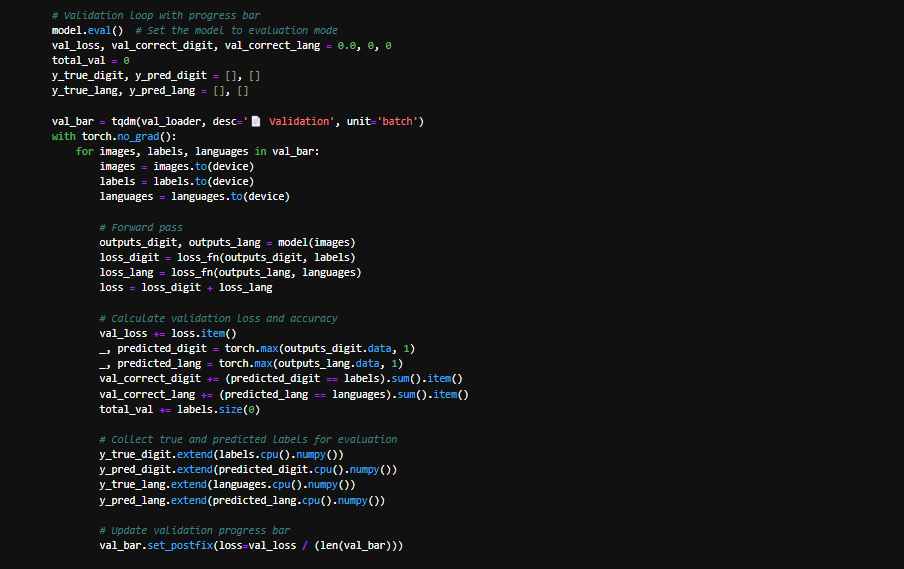 # Validation loop with progress bar
model.eval()  # Set the model to evaluation mode
val_loss, val_correct_digit, val_correct_lang = 0.0, 0, 0
total_val = 0
y_true_digit, y_pred_digit = [], []
y_true_lang, y_pred_lang = [], []

val_bar = tqdm(val_loader, desc='📄 Validation', unit='batch')
with torch.no_grad():
    for images, labels, languages in val_bar:
        images = images.to(device)
        labels = labels.to(device)
        languages = languages.to(device)

        # Forward pass
        outputs_digit, outputs_lang = model(images)
        loss_digit = loss_fn(outputs_digit, labels)
        loss_lang = loss_fn(outputs_lang, languages)
        loss = loss_digit + loss_lang

        # Calculate validation loss and accuracy
        val_loss += loss.item()
        _, predicted_digit = torch.max(outputs_digit.data, 1)
        _, predicted_lang = torch.max(outputs_lang.data, 1)
        val_correct_digit += (predicted_digit == labels).sum().item()
        val_correct_lang += (predicted_lang == languages).sum().item()
        total_val += labels.size(0)

        # Collect true and predicted labels for evaluation
        y_true_digit.extend(labels.cpu().numpy())
        y_pred_digit.extend(predicted_digit.cpu().numpy())
        y_true_lang.extend(languages.cpu().numpy())
        y_pred_lang.extend(predicted_lang.cpu().numpy())

        # Update validation progress bar
        val_bar.set_postfix(loss=val_loss / (len(val_bar)))